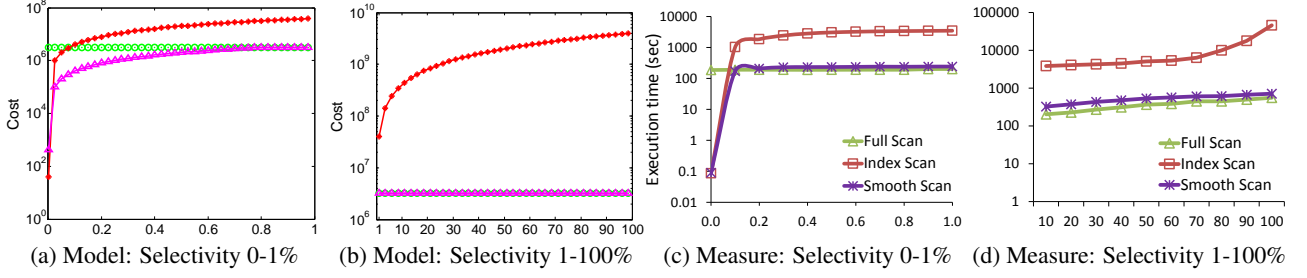 10^8
10^6
10^4
10^2
10^0
Cost
0 0.2 0.4 0.6 0.8 1
(a) Model: Selectivity 0-1%
10^10
10^9
10^8
10^7
10^6
Cost
1 10 20 30 40 50 60 70 80 90 100
(b) Model: Selectivity 1-100%
10000
1000
100
10
1
0.1
0.01
Execution time (sec)
Full Scan
Index Scan
Smooth Scan
0.0 0.2 0.4 0.6 0.8 1.0
(c) Measure: Selectivity 0-1%
100000
10000
1000
100
10
1
Full Scan
Index Scan
Smooth Scan
10 20 30 40 50 60 70 80 90 100
(d) Measure: Selectivity 1-100%